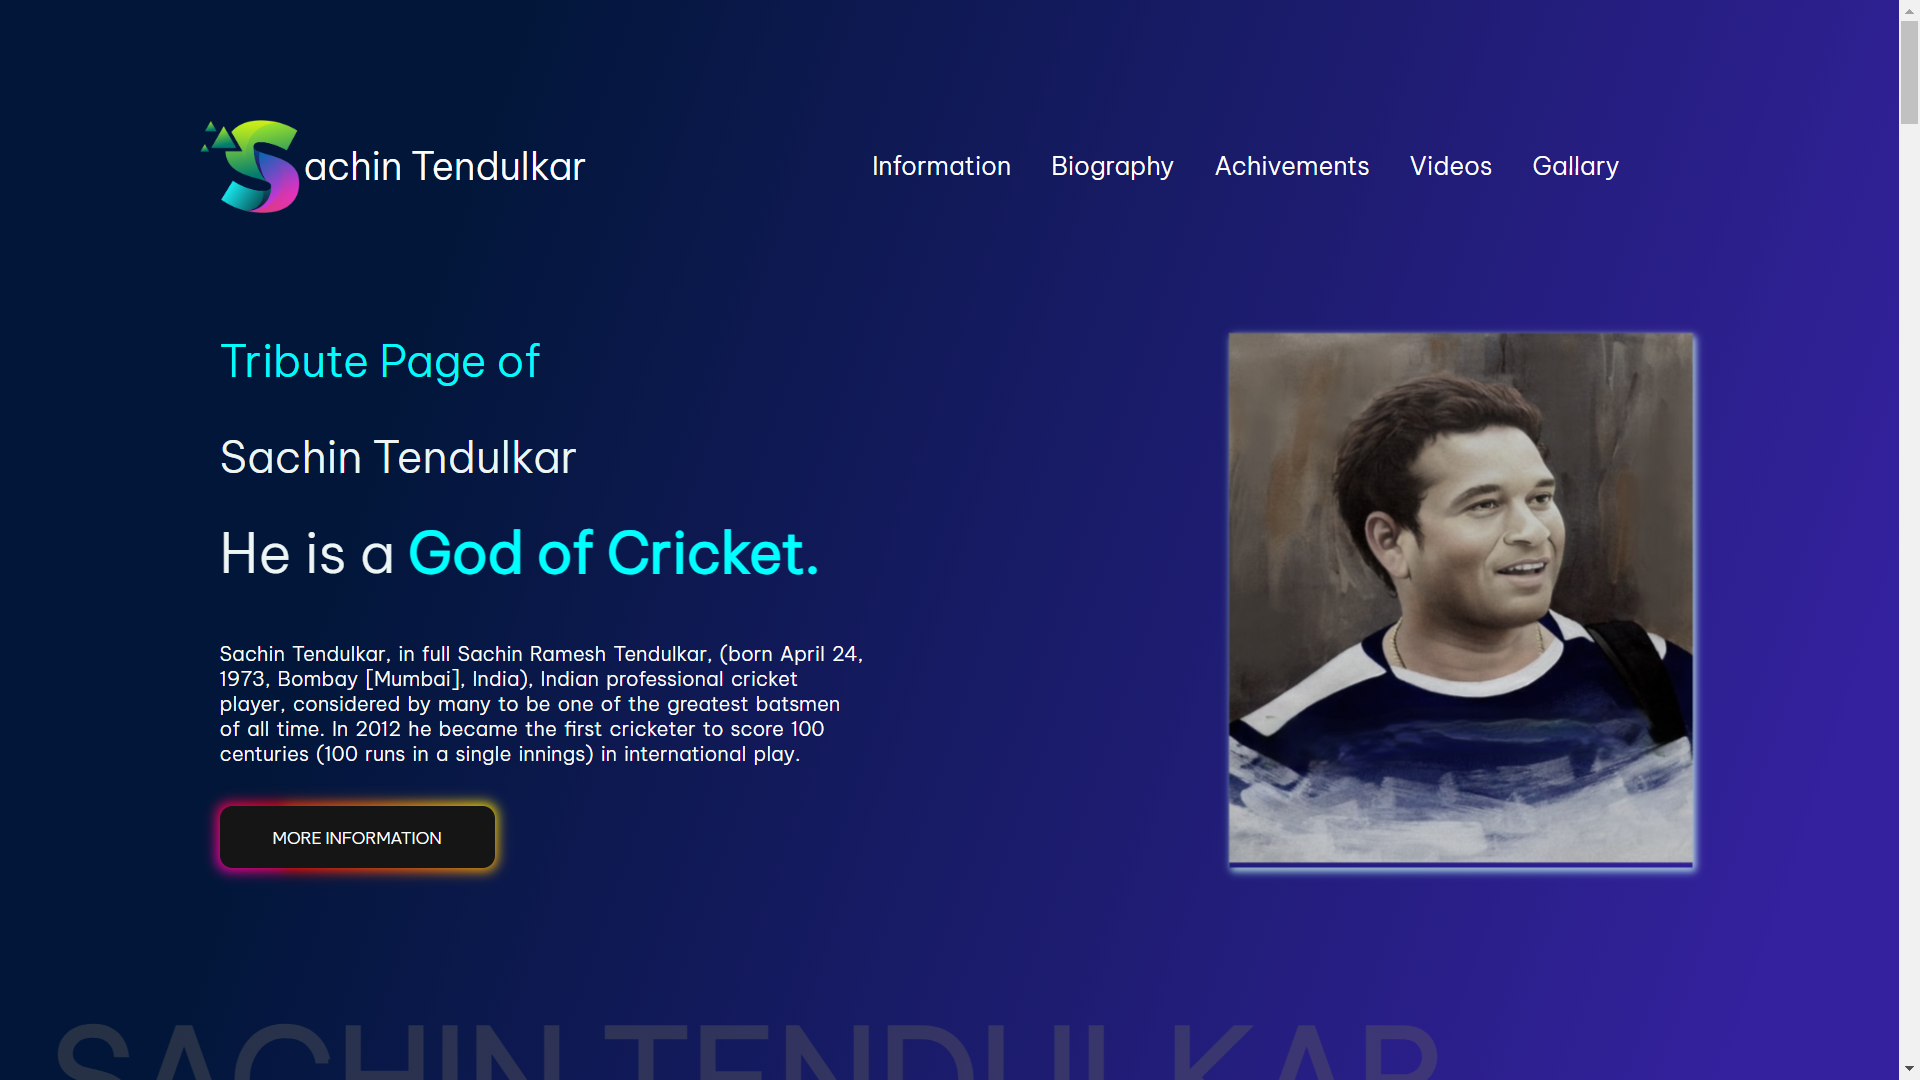 Sachin Tendulkar
Information Biography Achivements Videos Gallary
Tribute Page of
Sachin Tendulkar
He is a God of Cricket.
Sachin Tendulkar, in full Sachin Ramesh Tendulkar, (born April 24,
1973, Bombay [Mumbai], India), Indian professional cricket
player, considered by many to be one of the greatest batsmen
of all time. In 2012 he became the first cricketer to score 100
centuries (100 runs in a single innings) in international play.
MORE INFORMATION
SACHIN TENDULKAR